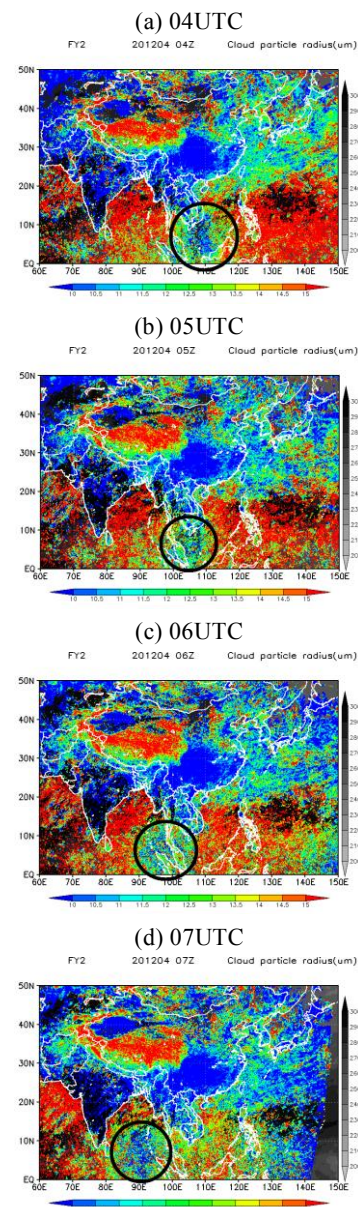 (a) 04UTC
FY2 201204 04Z Cloud particle radius(um)
50N
40N
30N
20N
10N
EQ
60E 70E 80E 90E 100E 110E 120E 130E 140E 150E
10 10.5 11 11.5 12 12.5 13 13.5 14 14.5 15
(b) 05UTC
FY2 201204 05Z Cloud particle radius(um)
50N
40N
30N
20N
10N
EQ
60E 70E 80E 90E 100E 110E 120E 130E 140E 150E
10 10.5 11 11.5 12 12.5 13 13.5 14 14.5 15
(c) 06UTC
FY2 201204 06Z Cloud particle radius(um)
50N
40N
30N
20N
10N
EQ
60E 70E 80E 90E 100E 110E 120E 130E 140E 150E
10 10.5 11 11.5 12 12.5 13 13.5 14 14.5 15
(d) 07UTC
FY2 201204 07Z Cloud particle radius(um)
50N
40N
30N
20N
10N
EQ
60E 70E 80E 90E 100E 110E 120E 130E 140E 150E